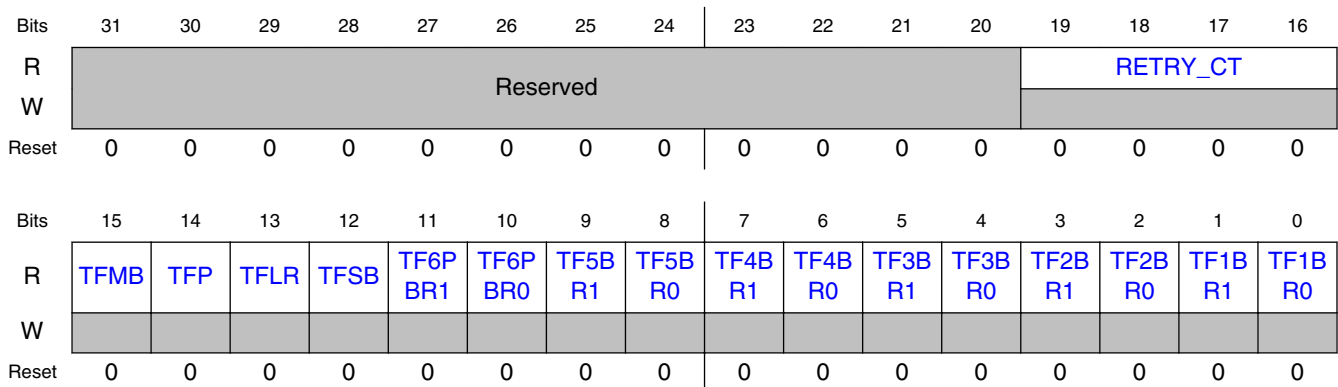 Bits 31 30 29 28 27 26 25 24 23 22 21 20 19 18 17 16
R Reserved RETRY_CT
W
Reset 0 0 0 0 0 0 0 0 0 0 0 0 0 0 0 0
Bits 15 14 13 12 11 10 9 8 7 6 5 4 3 2 1 0
R TFMB TFP TFLR TFSB TF6P TF6P TF5B TF5B TF4B TF4B TF3B TF3B TF2B TF2B TF1B TF1B
BR1 BR0 R1 R0 R1 R0 R1 R0 R1 R0 R1 R0
W
Reset 0 0 0 0 0 0 0 0 0 0 0 0 0 0 0 0